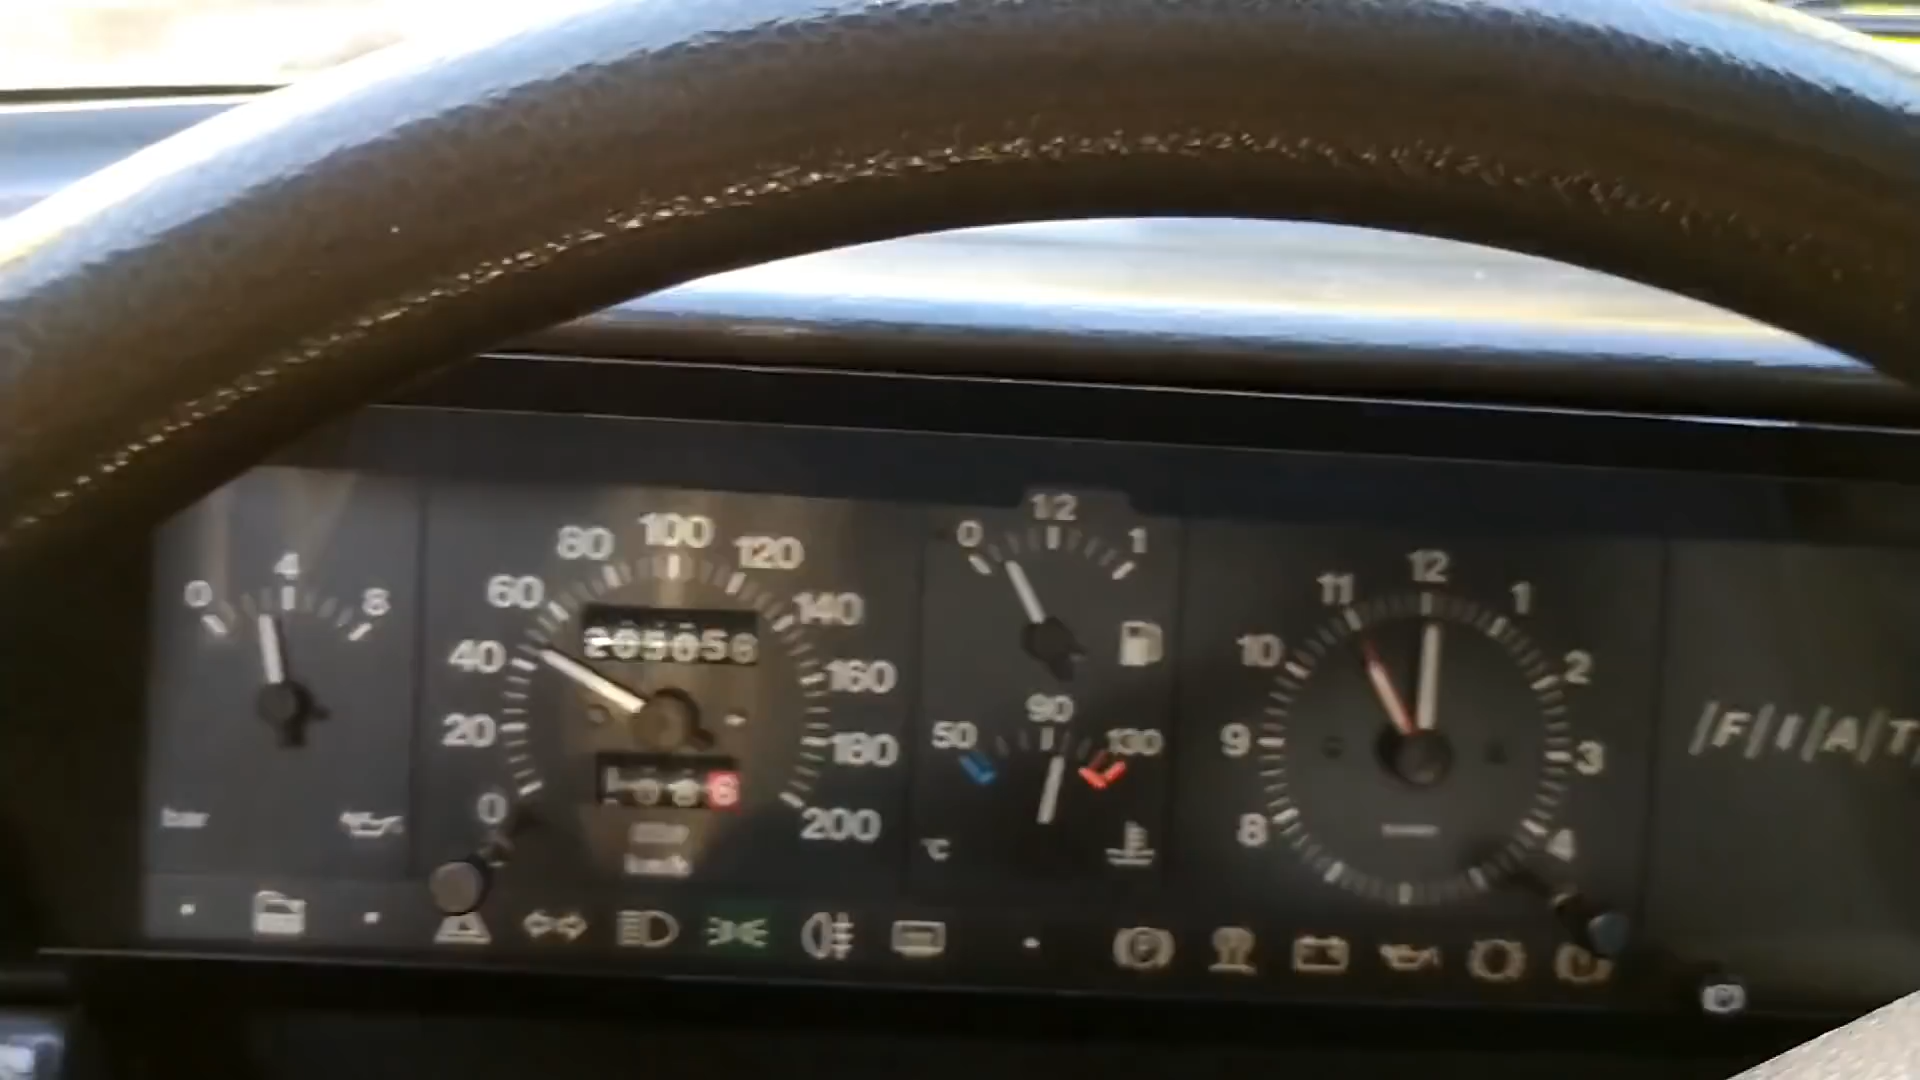 0 4 8
bar
0 20 40 60 80 100 120 140 160 180 200
km/h
0 1/2 1
50 90 130
°C
8 9 10 11 12 1 2 3 4
/F/I/A/T